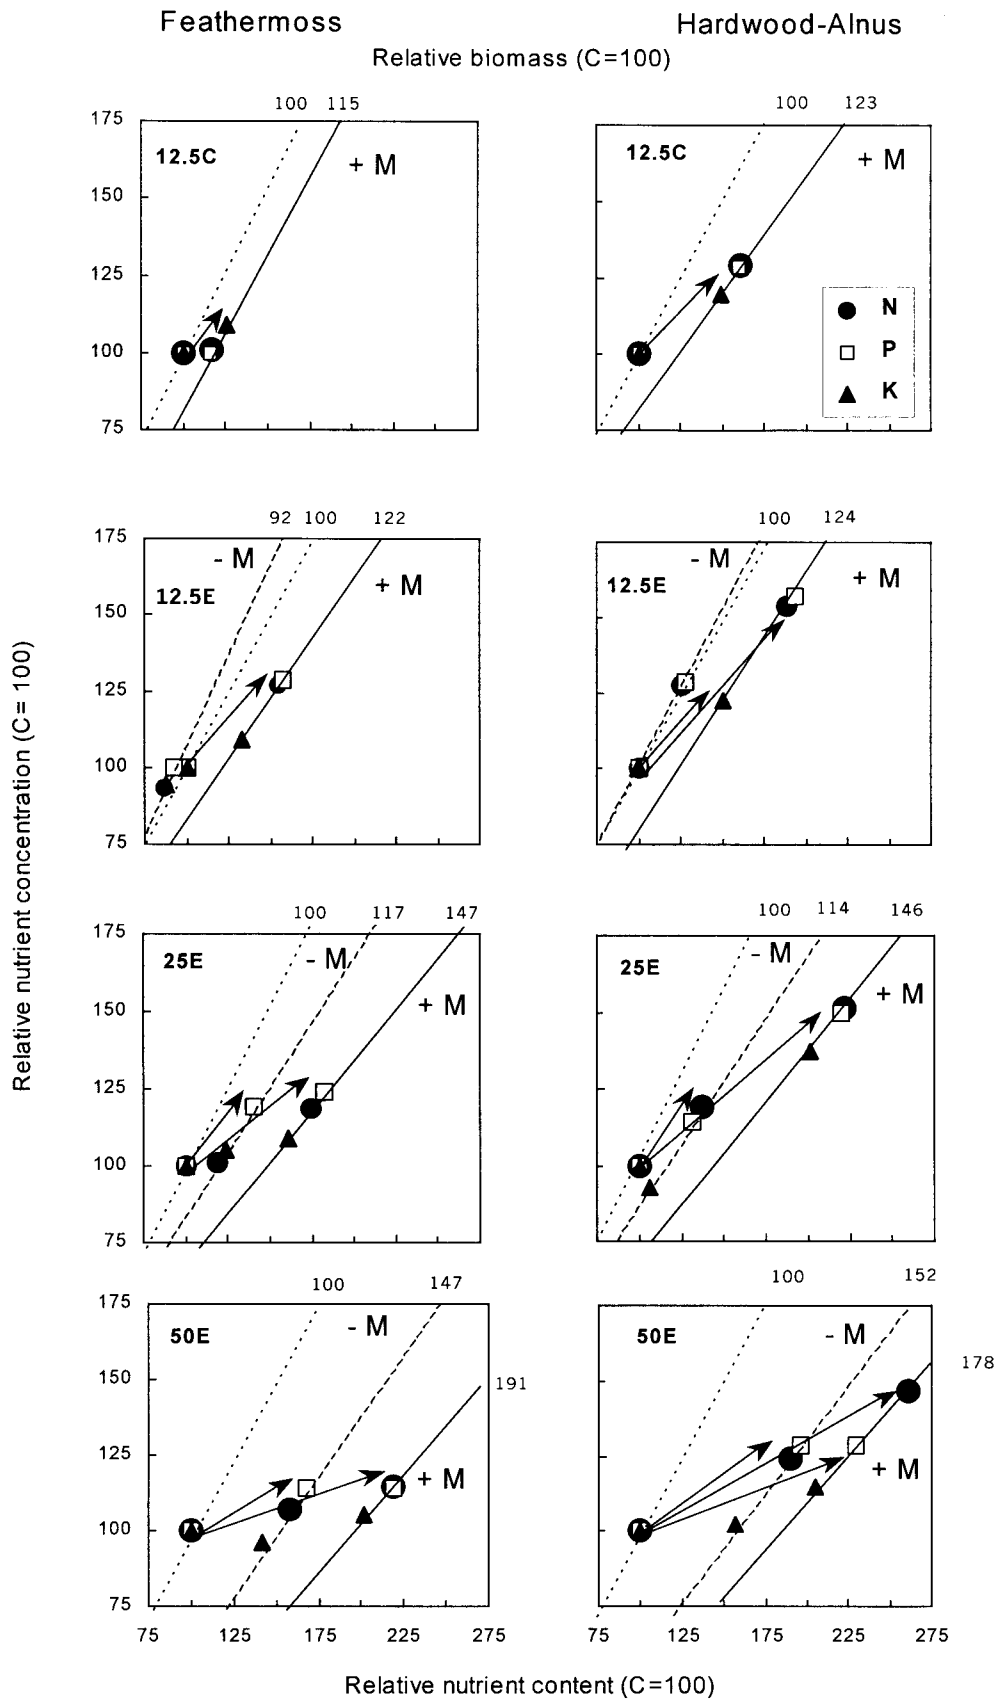 Feathermoss Hardwood-Alnus
Relative biomass (C=100)
100 115
175
150
125
100
75
12.5C
+ M
100 123
12.5C
+ M
N
P
K
92 100 122
175
150
125
100
75
- M
12.5E
+ M
100 124
- M
12.5E
+ M
Relative nutrient concentration (C= 100)
100 117 147
175
150
125
100
75
25E
- M
+ M
100 114 146
25E
- M
+ M
100 147
175
150
125
100
75
50E
- M
191
+ M
75 125 175 225 275
100 152
50E
- M
178
+ M
75 125 175 225 275
Relative nutrient content (C=100)